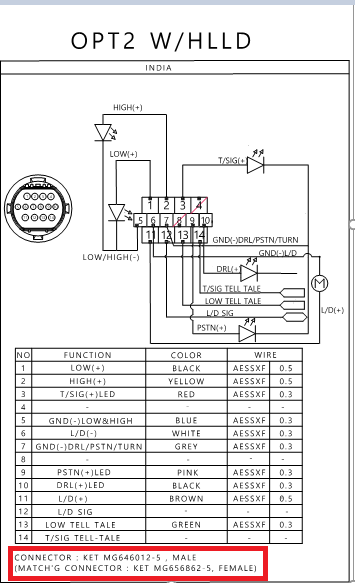 OPT2 W/HLLD
INDIA
HIGH(+)
LOW(+)
T/SIG(+
1 2 3 4
5 6 7 8 9 10
11 12 13 14
GND(-)DRL/PSTN/TURN
GND(-)L/D
LOW/HIGH(-)
DRL(+)
M
T/SIG TELL TALE
LOW TELL TALE
L/D SIG
L/D(+)
PSTN(+)
NO FUNCTION COLOR WIRE
1 LOW(+) BLACK AESSXF 0.5
2 HIGH(+) YELLOW AESSXF 0.5
3 T/SIG(+)LED RED AESSXF 0.3
4 - - - -
5 GND(-)LOW&HIGH BLUE AESSXF 0.3
6 L/D(-) WHITE AESSXF 0.3
7 GND(-)DRL/PSTN/TURN GREY AESSXF 0.3
8 - - - -
9 PSTN(+)LED PINK AESSXF 0.3
10 DRL(+)LED BLACK AESSXF 0.3
11 L/D(+) BROWN AESSXF 0.5
12 L/D SIG - - -
13 LOW TELL TALE GREEN AESSXF 0.3
14 T/SIG TELL-TALE - - -
CONNECTOR : KET MG646012-5 , MALE
(MATCH'G CONNECTOR : KET MG656862-5, FEMALE)